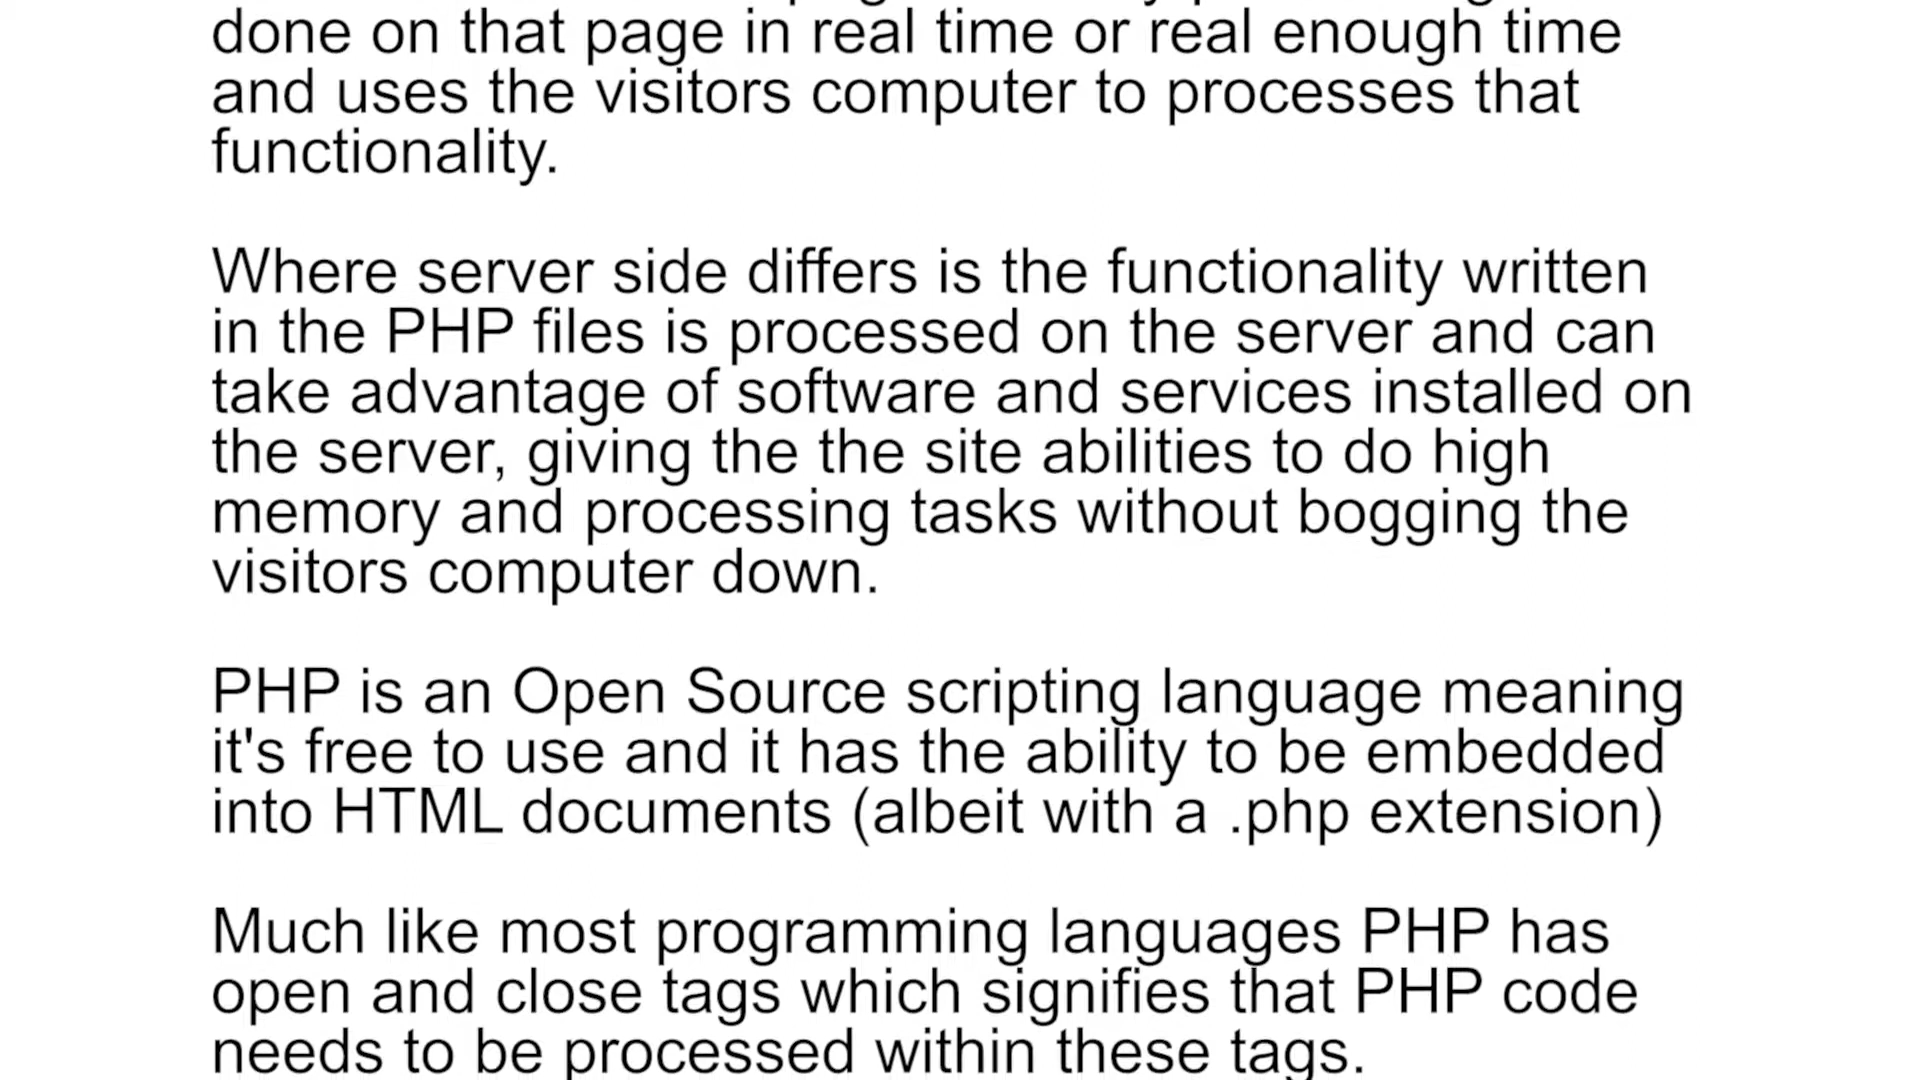 done on that page in real time or real enough time
and uses the visitors computer to processes that
functionality.
Where server side differs is the functionality written
in the PHP files is processed on the server and can
take advantage of software and services installed on
the server, giving the the site abilities to do high
memory and processing tasks without bogging the
visitors computer down.
PHP is an Open Source scripting language meaning
it's free to use and it has the ability to be embedded
into HTML documents (albeit with a .php extension)
Much like most programming languages PHP has
open and close tags which signifies that PHP code
needs to be processed within these tags.